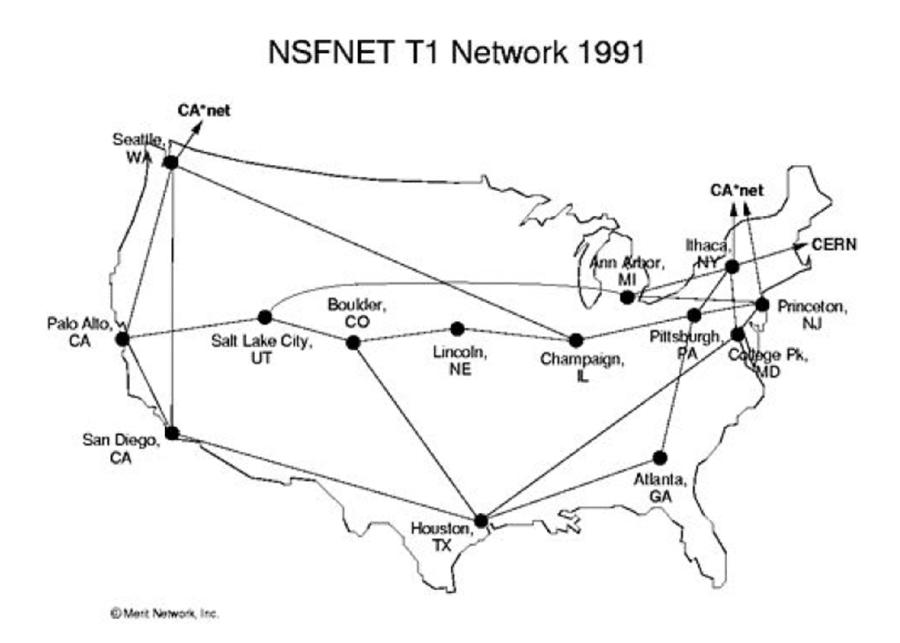 NSFNET T1 Network 1991
CA*net
Seattle,
WA
CA*net
Ithaca,
NY
CERN
Ann Arbor,
MI
Boulder,
CO
Princeton,
NJ
Palo Alto,
CA
Salt Lake City,
UT
Lincoln,
NE
Champaign,
IL
Pittsburgh,
PA
College Pk,
MD
San Diego,
CA
Atlanta,
GA
Houston,
TX
© Merit Network, Inc.